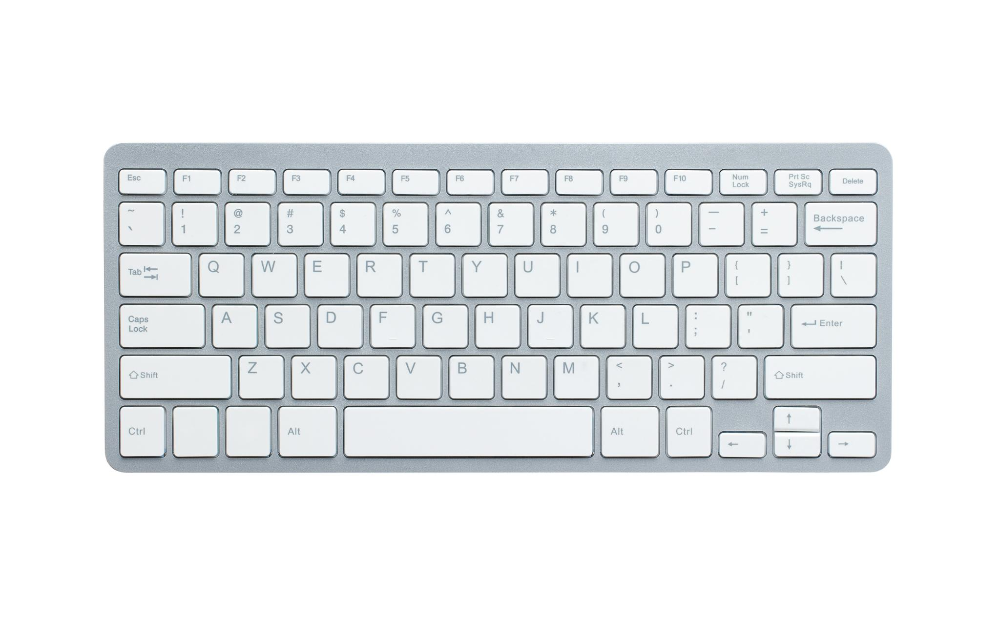 Esc F1 F2 F3 F4 F5 F6 F7 F8 F9 F10 Num Lock Prt Sc SysRq Delete
~ ! @ # $ % ^ & * ( ) — + Backspace
` 1 2 3 4 5 6 7 8 9 0 - = ←
Tab Q W E R T Y U I O P { } ¦
[ ] \
Caps Lock A S D F G H J K L : " Enter
; '
Shift Z X C V B N M < > ? Shift
, . /
Ctrl Alt Alt Ctrl ← ↑ ↓ →